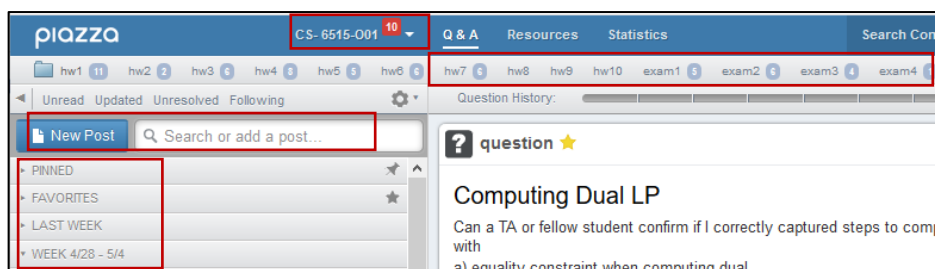 piazza CS- 6515-O01 10 Q & A Resources Statistics Search Con
hw1 11 hw2 2 hw3 6 hw4 8 hw5 5 hw6 6 hw7 6 hw8 hw9 hw10 exam1 5 exam2 6 exam3 4 exam4
Unread Updated Unresolved Following Question History:
New Post Search or add a post...
question
PINNED
FAVORITES
Computing Dual LP
LAST WEEK
Can a TA or fellow student confirm if I correctly captured steps to comp
with
WEEK 4/28 - 5/4
a) equality constraint when computing dual